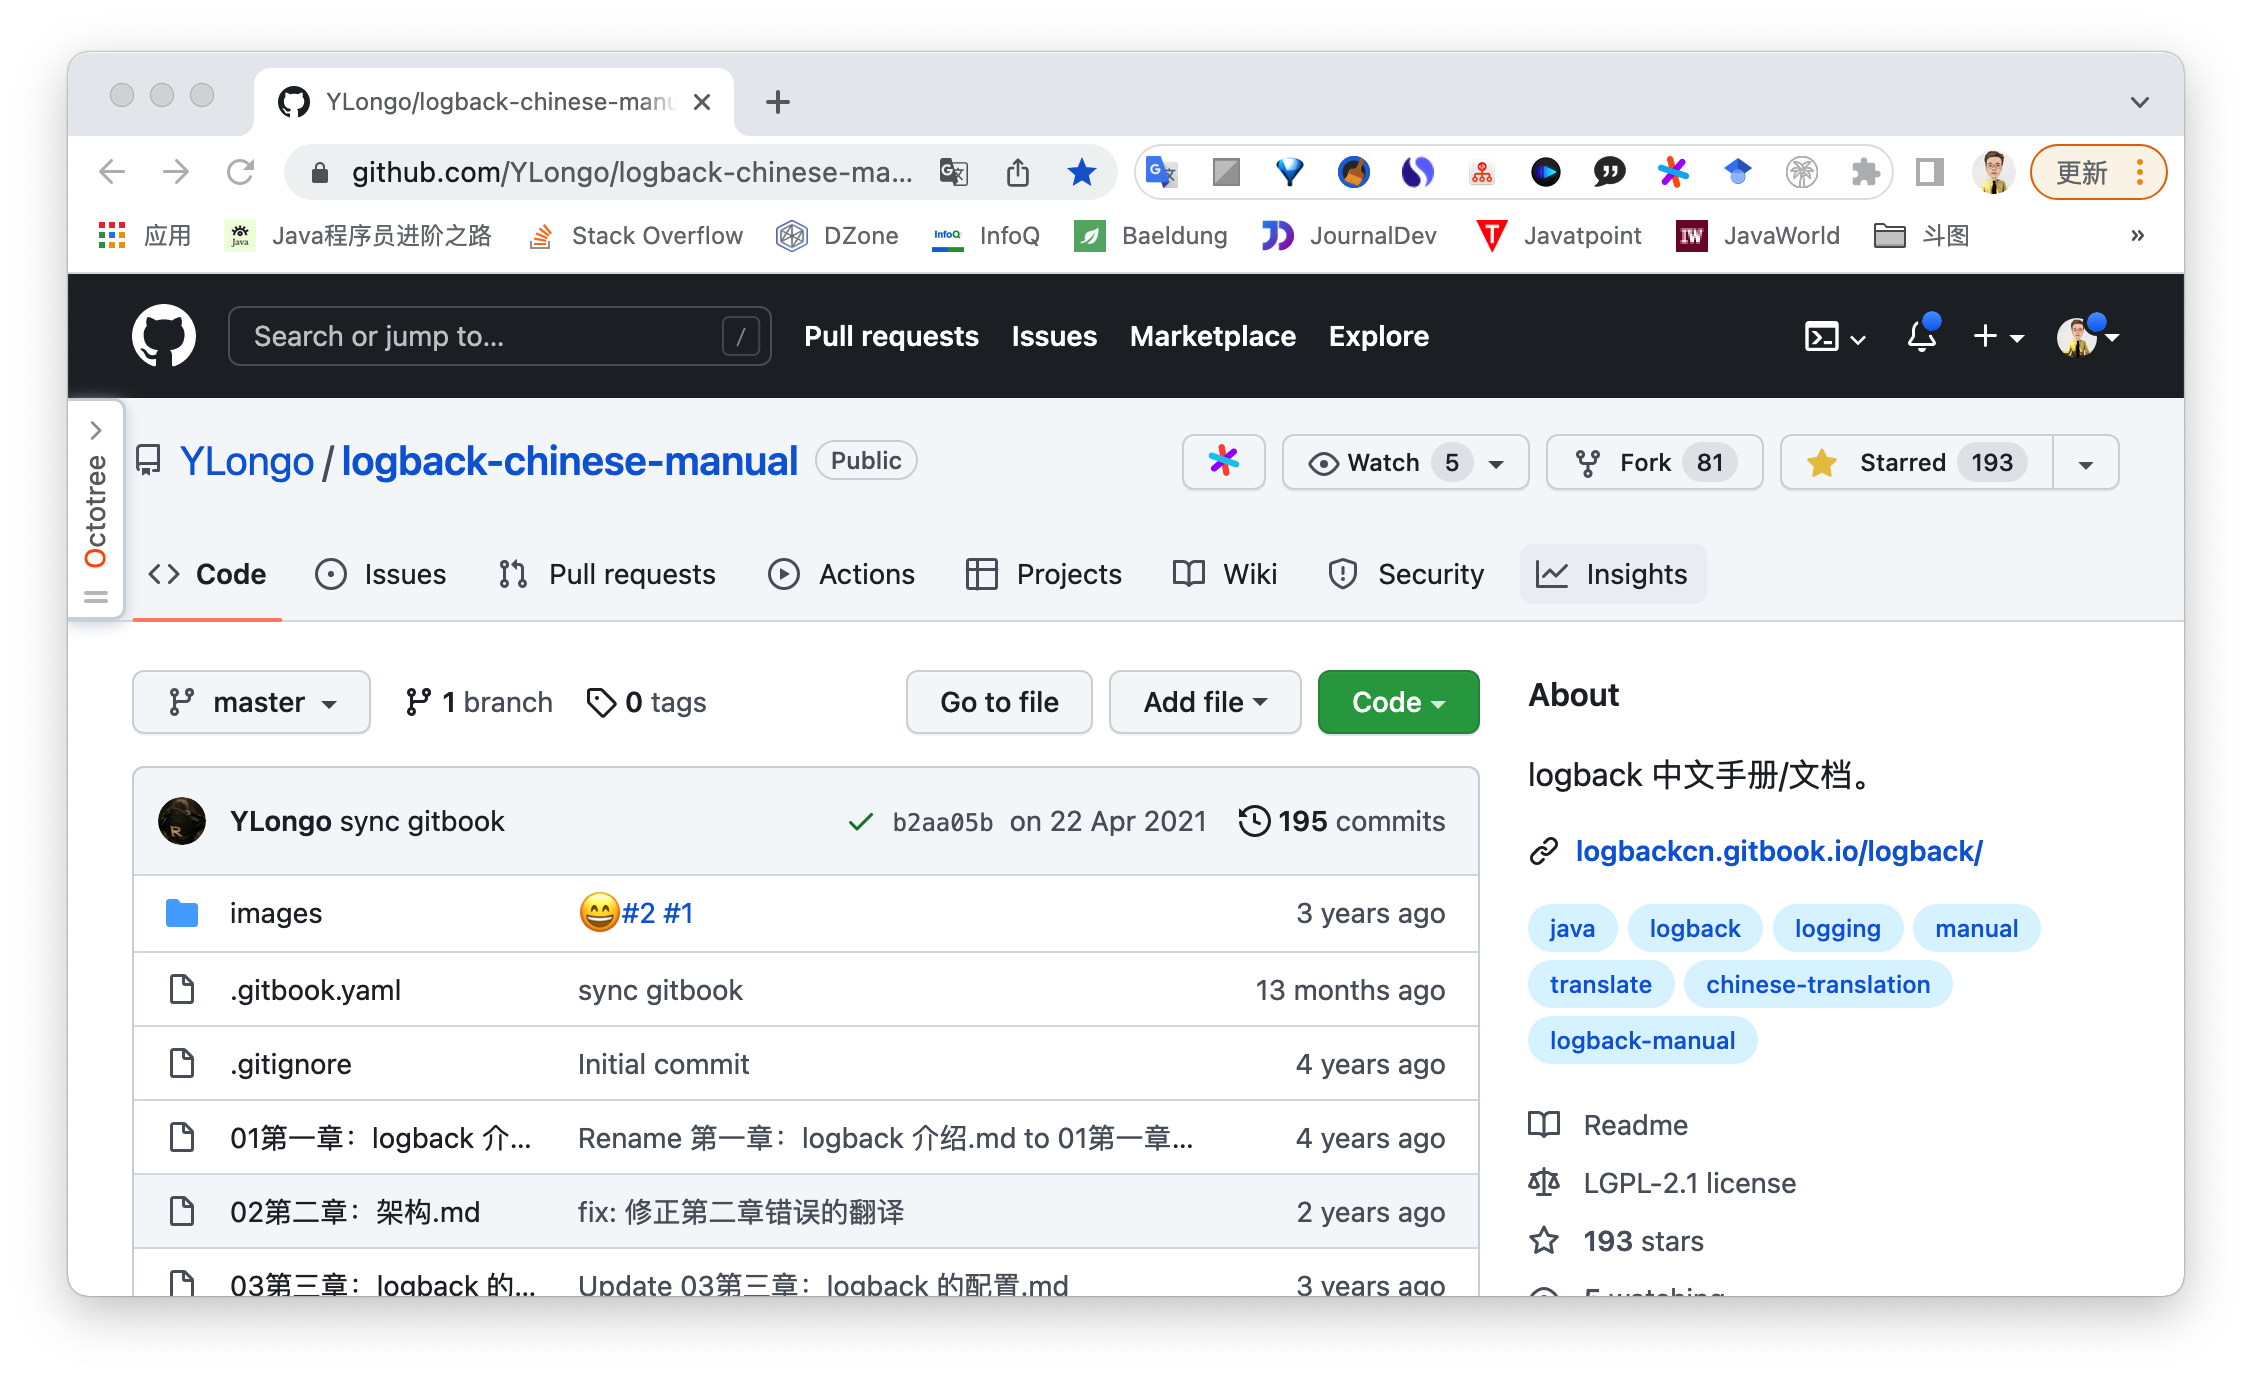 YLongo/logback-chinese-manu
github.com/YLongo/logback-chinese-ma...
更新
应用 Java程序员进阶之路 Stack Overflow DZone InfoQ Baeldung JournalDev Javatpoint JavaWorld 斗图 »
Search or jump to... / Pull requests Issues Marketplace Explore
Octotree
YLongo / logback-chinese-manual Public Watch 5 Fork 81 Starred 193
Code Issues Pull requests Actions Projects Wiki Security Insights
master 1 branch 0 tags Go to file Add file Code
YLongo sync gitbook b2aa05b on 22 Apr 2021 195 commits
images 😄#2 #1 3 years ago
.gitbook.yaml sync gitbook 13 months ago
.gitignore Initial commit 4 years ago
01第一章：logback 介... Rename 第一章：logback 介绍.md to 01第一章... 4 years ago
02第二章：架构.md fix: 修正第二章错误的翻译 2 years ago
03第三章：logback 的... Update 03第三章：logback 的配置.md 3 years ago
About
logback 中文手册/文档。
logbackcn.gitbook.io/logback/
java logback logging manual
translate chinese-translation
logback-manual
Readme
LGPL-2.1 license
193 stars
5 watching